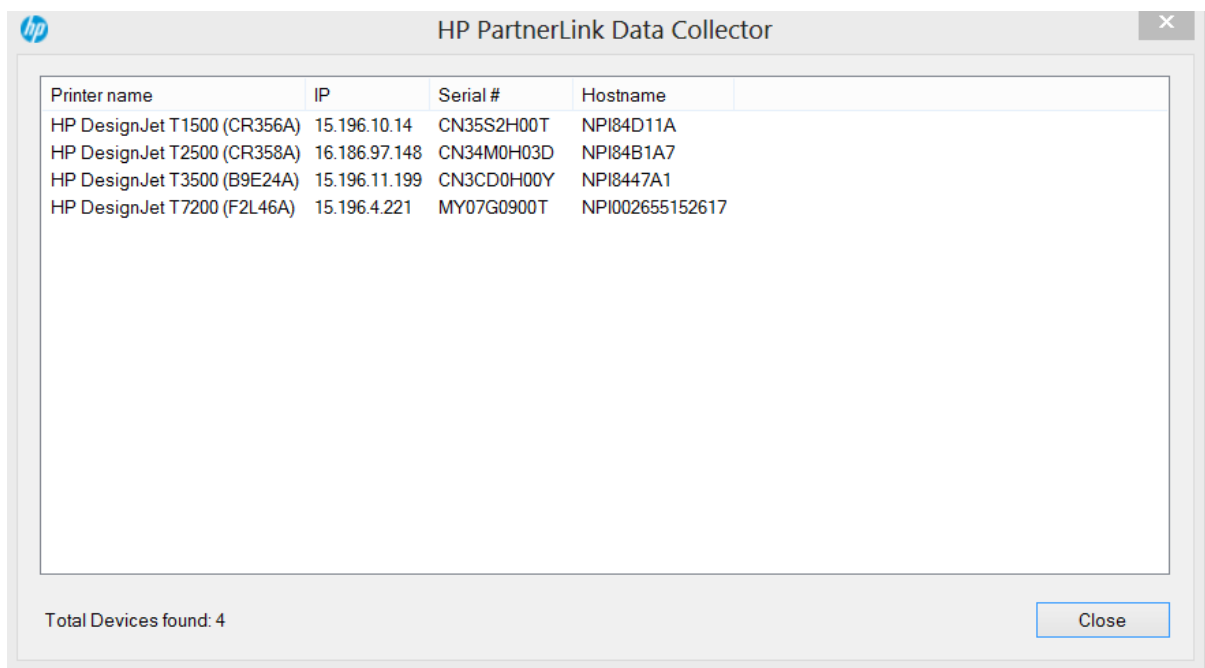 hp HP PartnerLink Data Collector
Printer name IP Serial # Hostname
HP DesignJet T1500 (CR356A) 15.196.10.14 CN35S2H00T NPI84D11A
HP DesignJet T2500 (CR358A) 16.186.97.148 CN34M0H03D NPI84B1A7
HP DesignJet T3500 (B9E24A) 15.196.11.199 CN3CD0H00Y NPI8447A1
HP DesignJet T7200 (F2L46A) 15.196.4.221 MY07G0900T NPI002655152617
Total Devices found: 4 Close